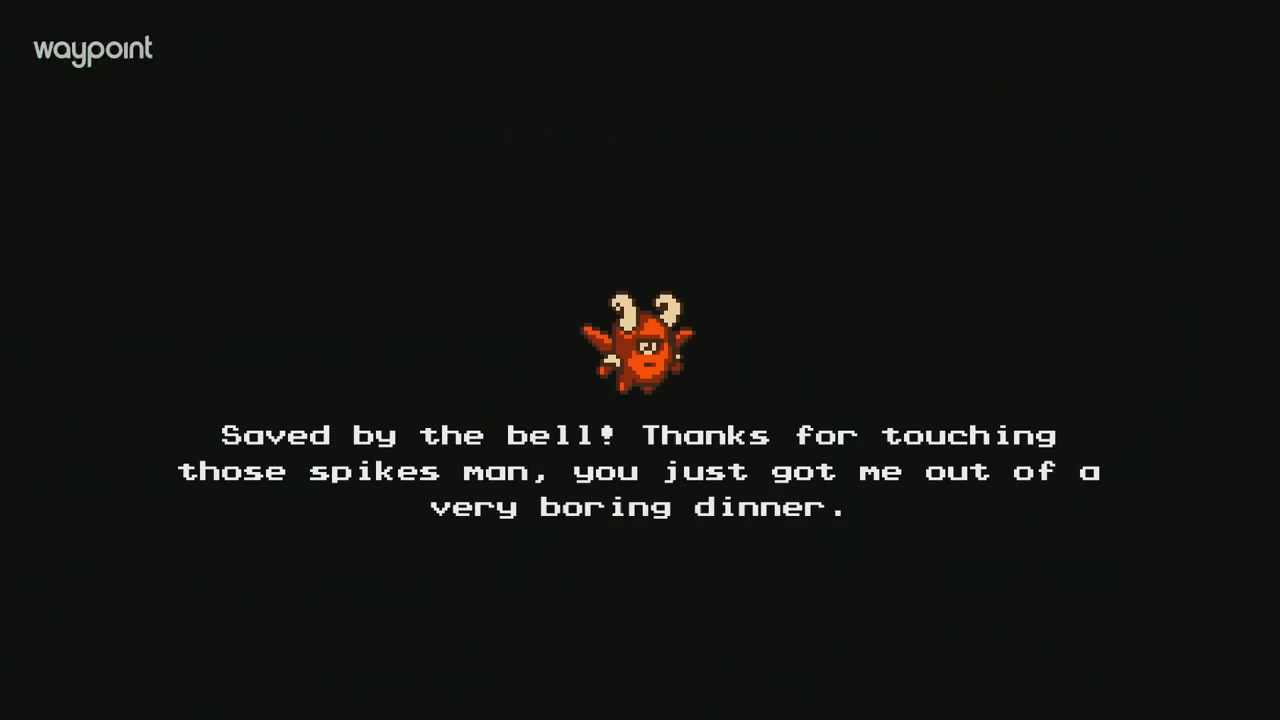 waypoint
Saved by the bell! Thanks for touching
those spikes man, you just got me out of a
very boring dinner.